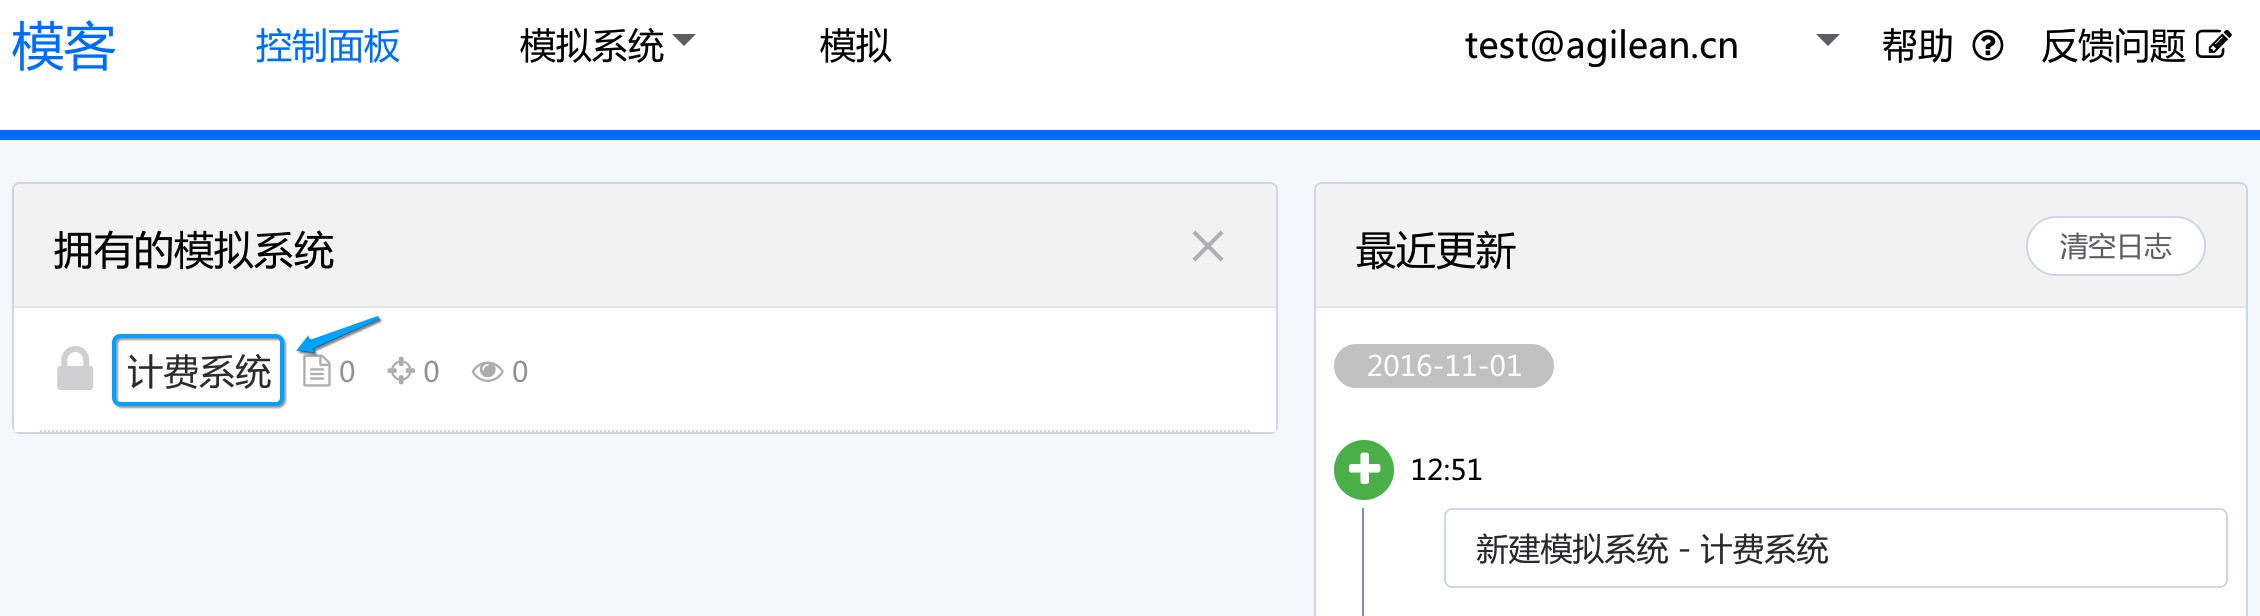 模客 控制面板 模拟系统 模拟 test@agilean.cn 帮助 反馈问题
拥有的模拟系统
计费系统 0 0 0
最近更新 清空日志
2016-11-01
12:51
新建模拟系统 - 计费系统